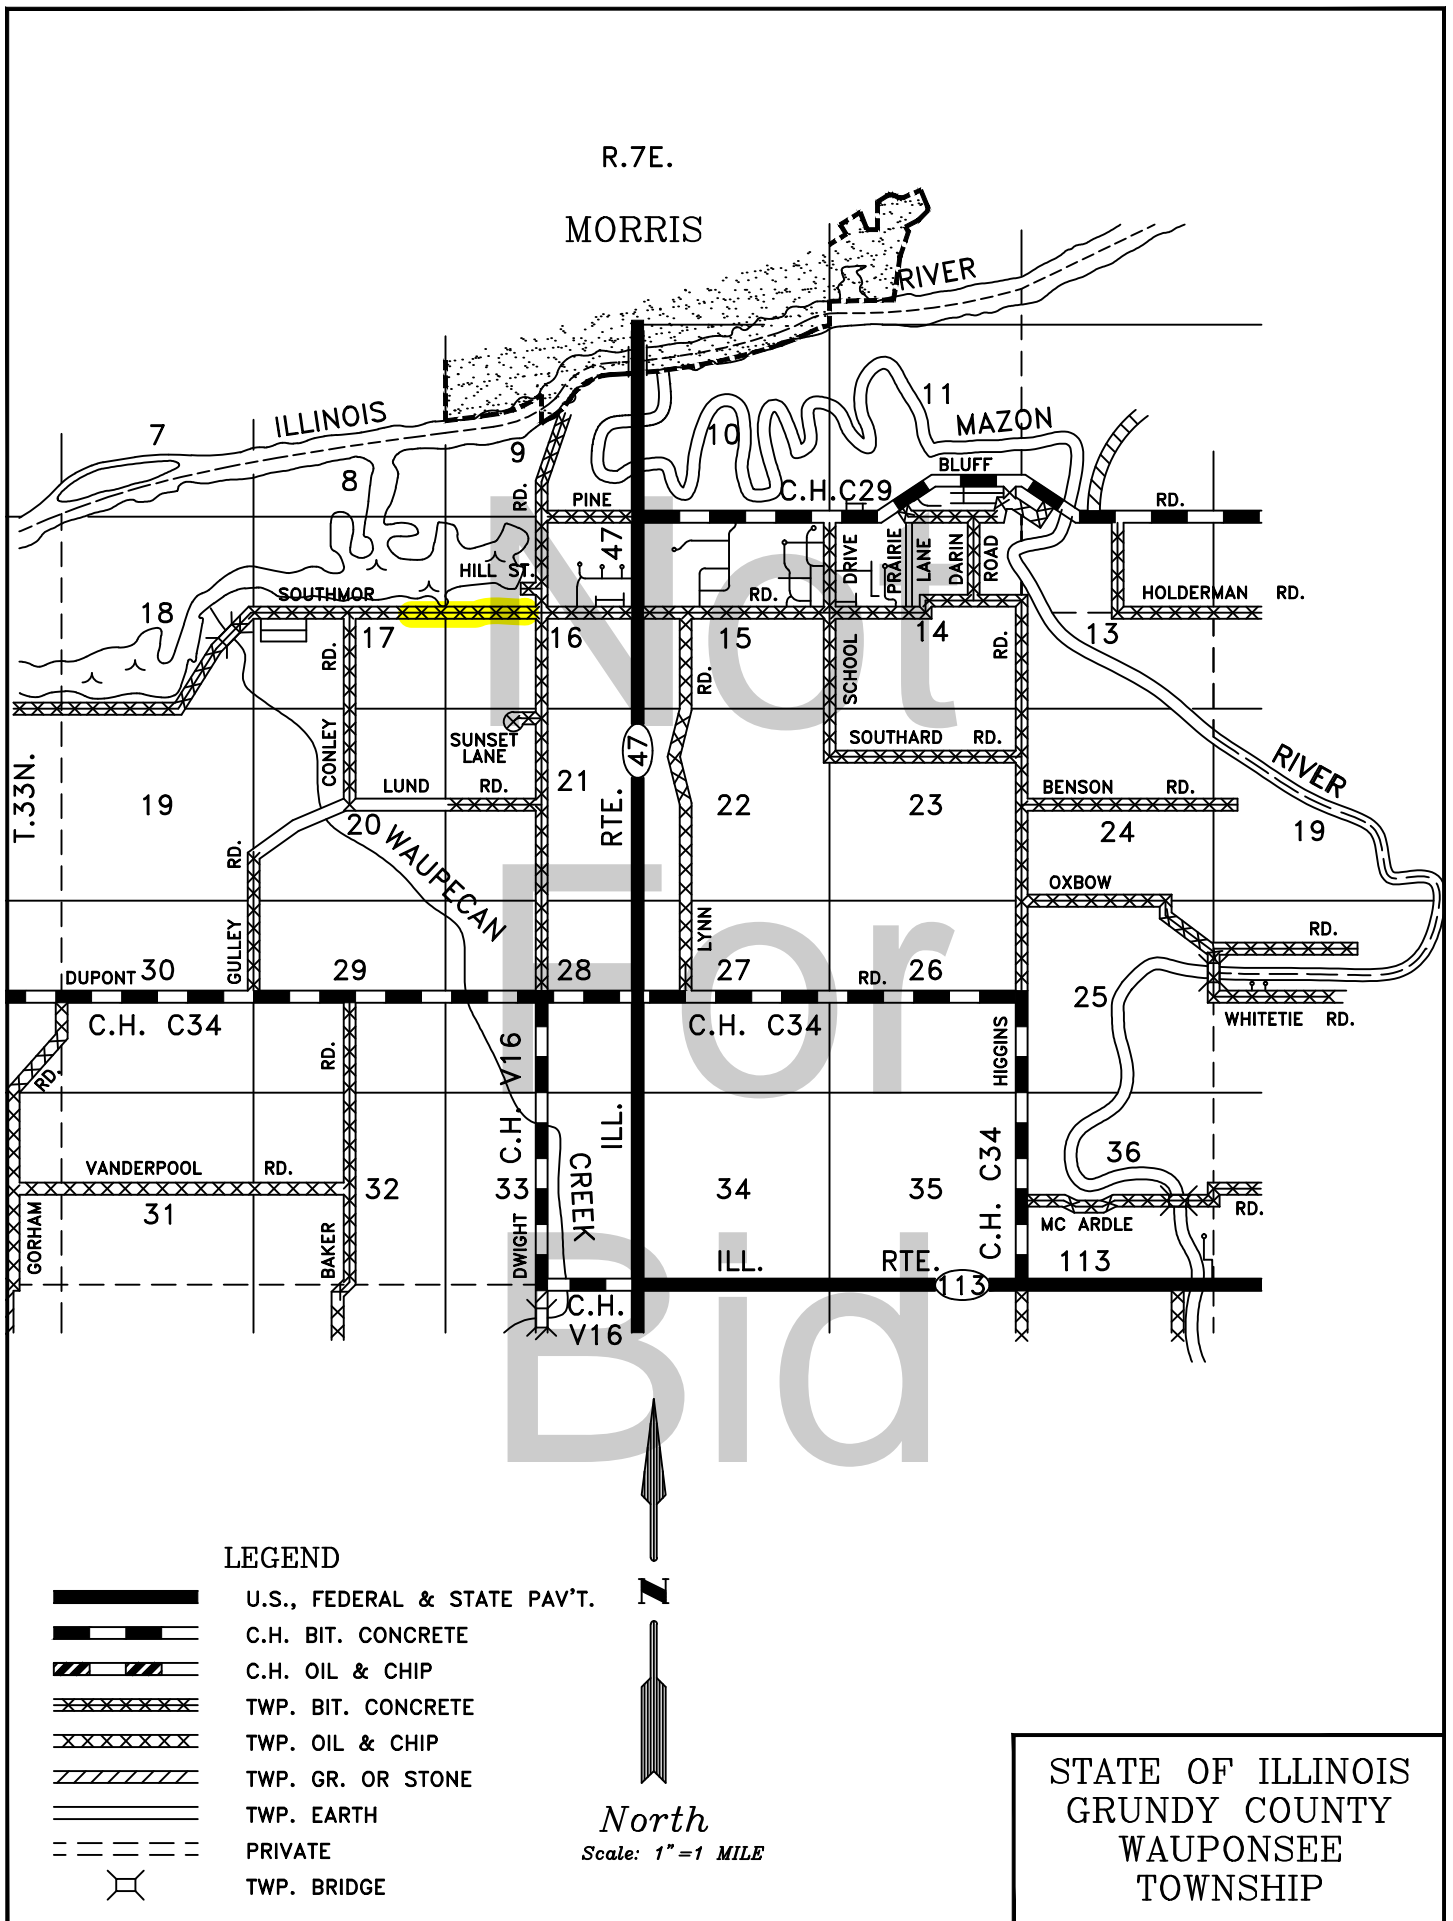 R.7E.
MORRIS
RIVER
ILLINOIS
7
8
9
10
11
MAZON
BLUFF
C.H.C29
RD.
PINE
RD.
47
HILL ST.
SOUTHMOR
RD.
DRIVE
PRAIRIE
LANE
DARIN
ROAD
HOLDERMAN RD.
18
17
16
15
14
13
RD.
RD.
SCHOOL
RD.
T.33N.
CONLEY
SUNSET
LANE
47
SOUTHARD RD.
RIVER
19
LUND RD.
21
RTE.
22
23
BENSON RD.
24
19
20
WAUPECAN
RD.
OXBOW
GULLEY
LYNN
RD.
DUPONT
30
29
28
27
RD.
26
25
C.H. C34
C.H. C34
WHITETIE RD.
RD.
RD.
V16
C.H.
HIGGINS
ILL.
C.H. C34
36
VANDERPOOL RD.
31
32
33
CREEK
34
35
GORHAM
BAKER
DWIGHT
MC ARDLE
RD.
ILL. RTE. 113
113
C.H.
V16
Not
For
Bid
LEGEND
U.S., FEDERAL & STATE PAV'T.
C.H. BIT. CONCRETE
C.H. OIL & CHIP
TWP. BIT. CONCRETE
TWP. OIL & CHIP
TWP. GR. OR STONE
TWP. EARTH
PRIVATE
TWP. BRIDGE
N
North
Scale: 1"=1 MILE
STATE OF ILLINOIS
GRUNDY COUNTY
WAUPONSEE
TOWNSHIP